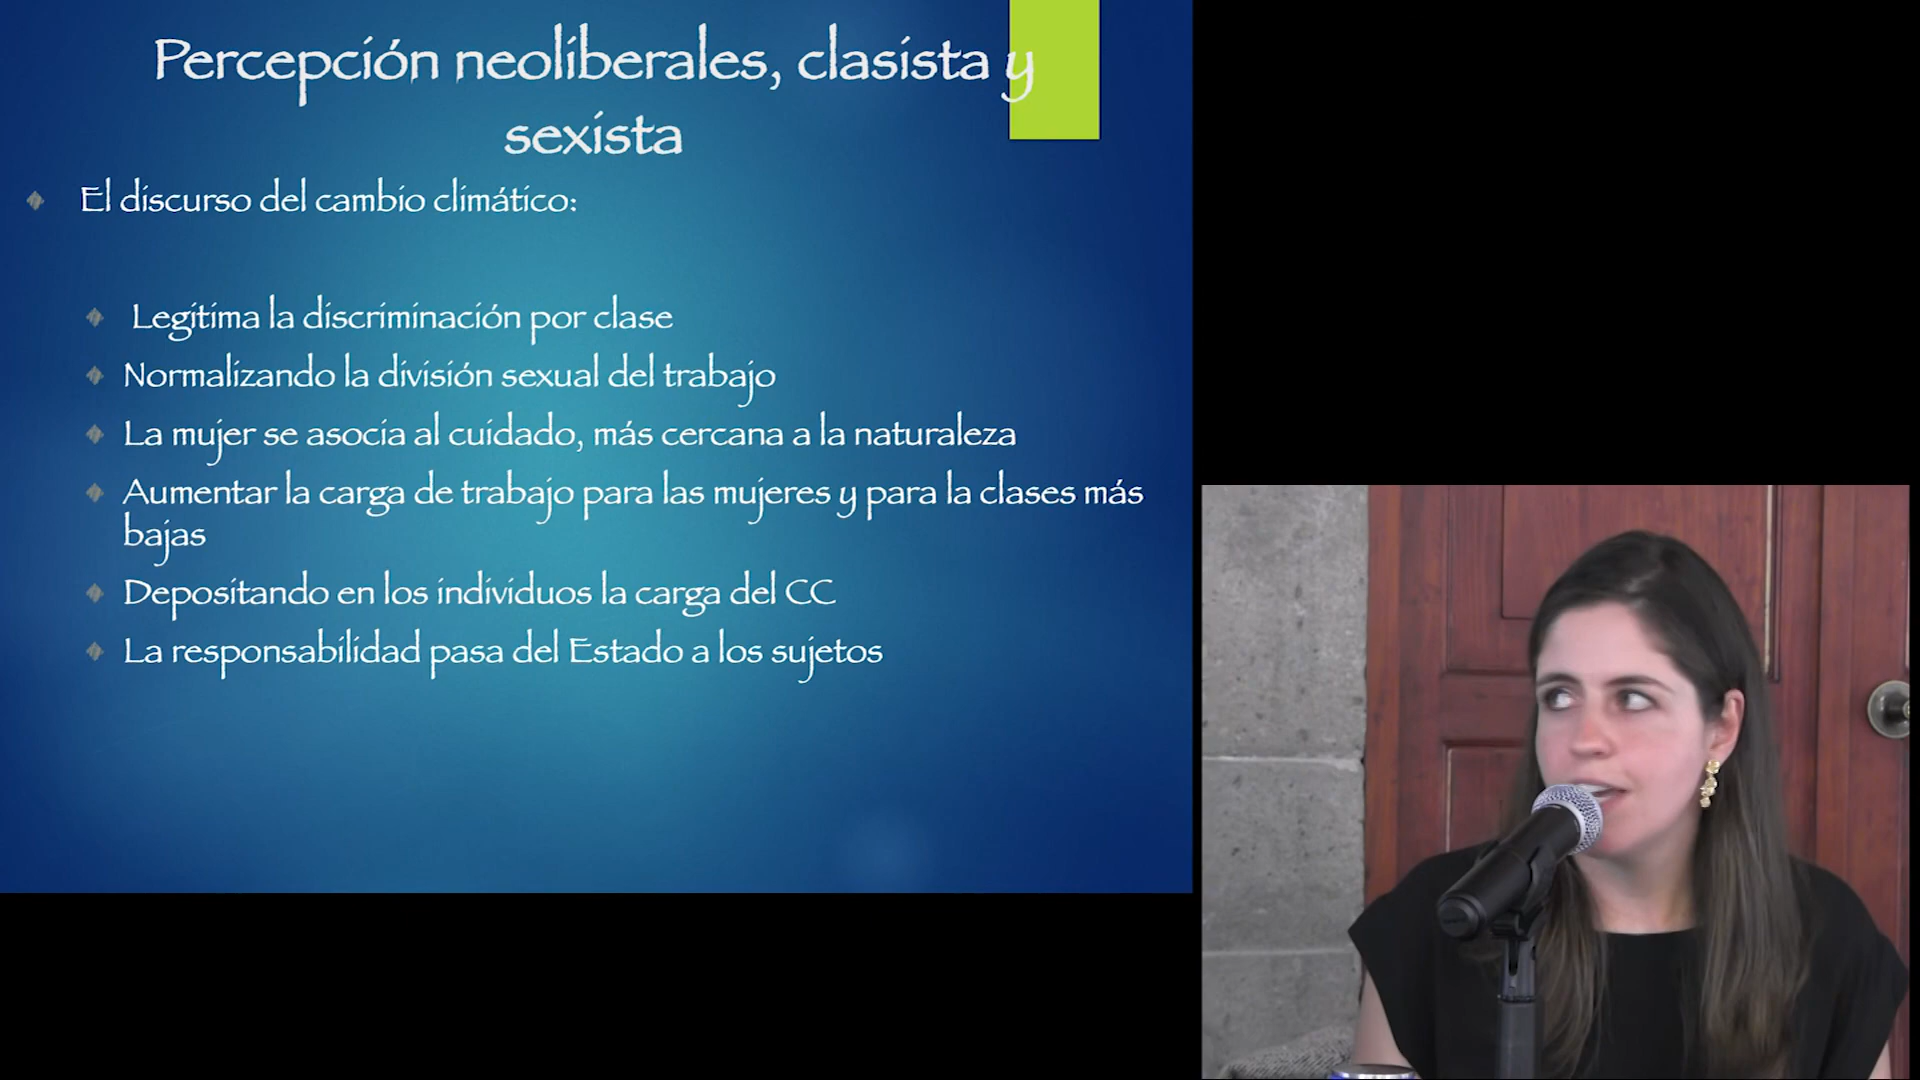 Percepción neoliberales, clasista y
sexista
El discurso del cambio climático:
Legitima la discriminación por clase
Normalizando la división sexual del trabajo
La mujer se asocia al cuidado, más cercana a la naturaleza
Aumentar la carga de trabajo para las mujeres y para la clases más
bajas
Depositando en los individuos la carga del CC
La responsabilidad pasa del Estado a los sujetos